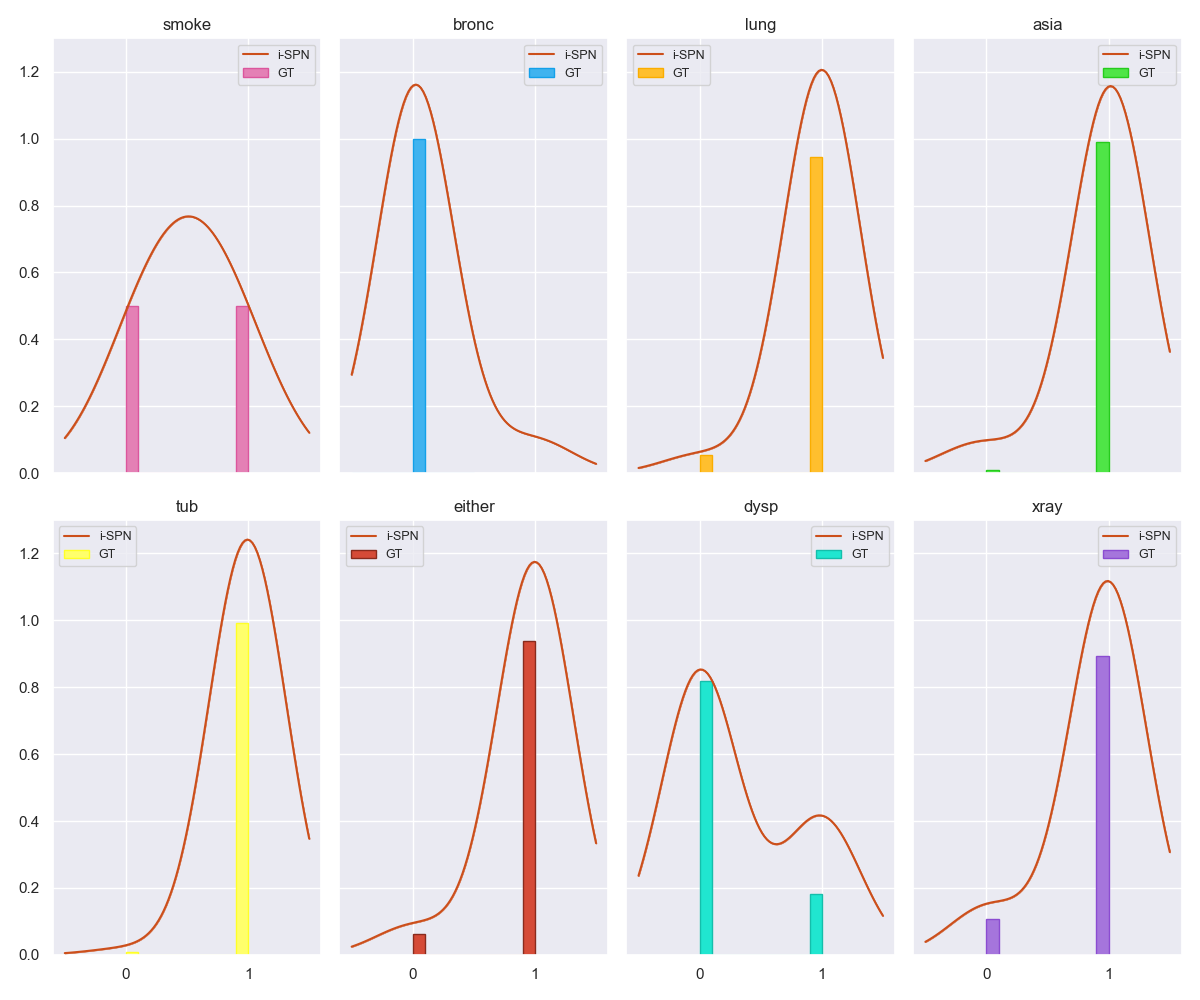 smoke
bronc
lung
asia
i-SPN
GT
i-SPN
GT
i-SPN
GT
i-SPN
GT
1.2
1.0
0.8
0.6
0.4
0.2
0.0
tub
either
dysp
xray
i-SPN
GT
i-SPN
GT
i-SPN
GT
i-SPN
GT
1.2
1.0
0.8
0.6
0.4
0.2
0.0
0 1
0 1
0 1
0 1